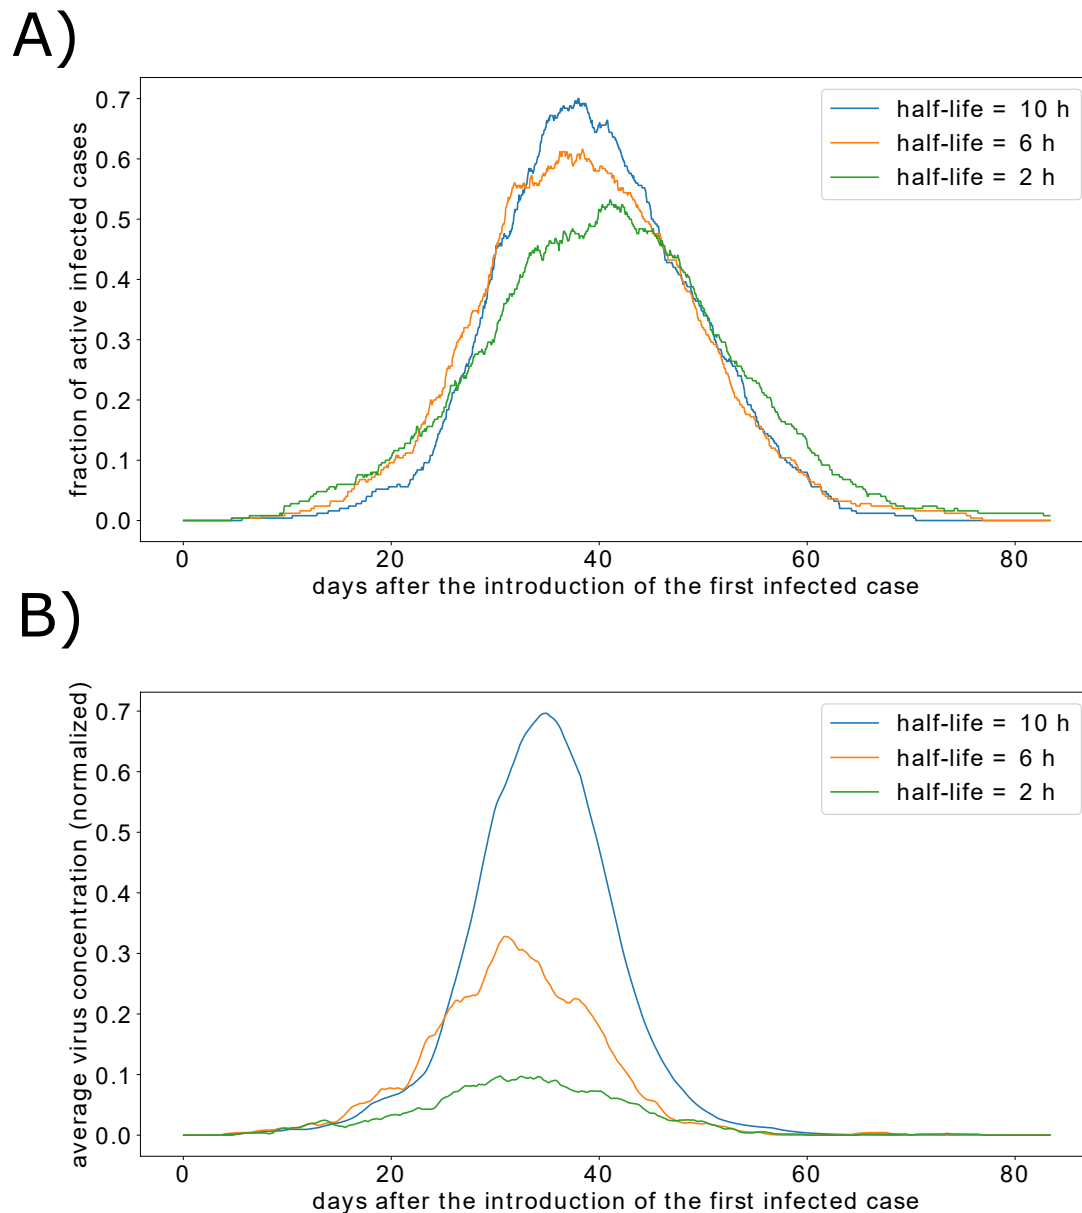 A)
fraction of active infected cases
0.7
0.6
0.5
0.4
0.3
0.2
0.1
0.0
half-life = 10 h
half-life = 6 h
half-life = 2 h
0 20 40 60 80
days after the introduction of the first infected case
B)
average virus concentration (normalized)
0.7
0.6
0.5
0.4
0.3
0.2
0.1
0.0
half-life = 10 h
half-life = 6 h
half-life = 2 h
0 20 40 60 80
days after the introduction of the first infected case